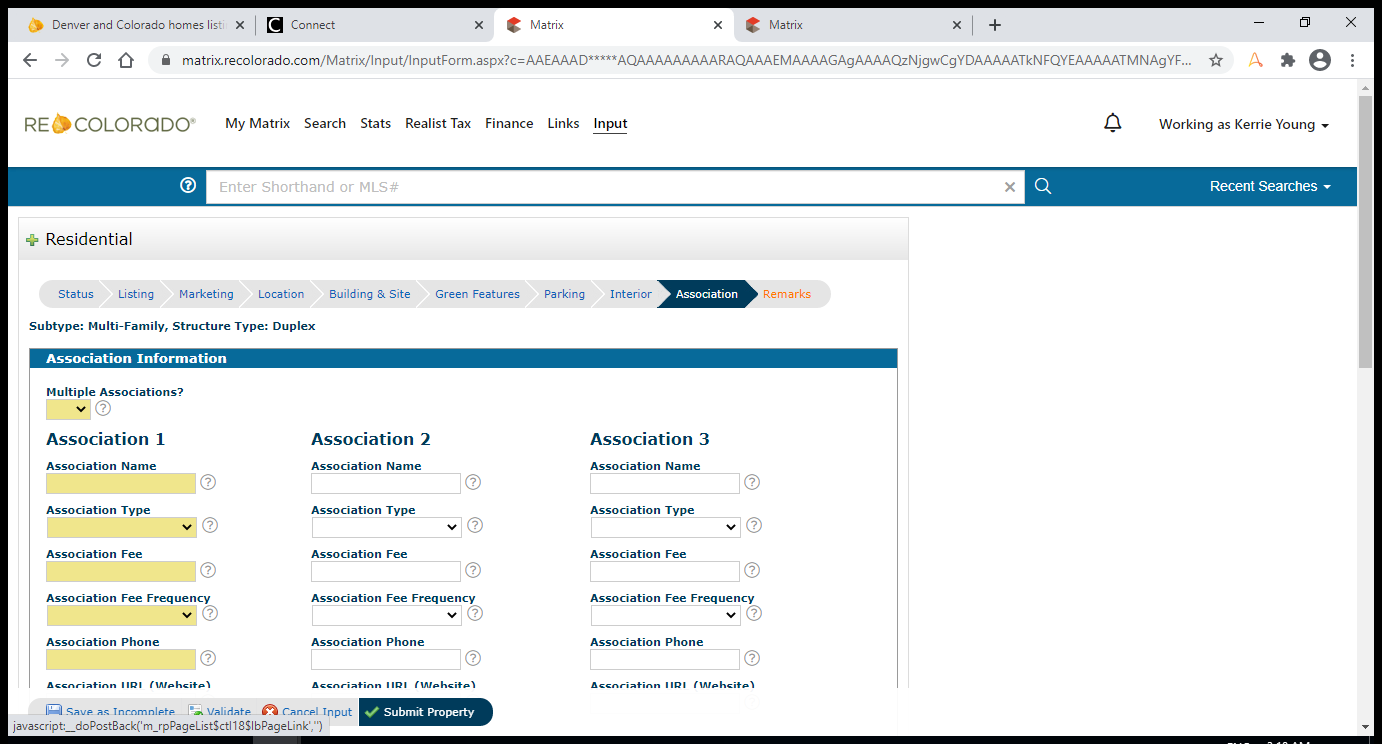 Denver and Colorado homes listi
Connect
Matrix
Matrix
matrix.recolorado.com/Matrix/Input/InputForm.aspx?c=AAEAAAD*****AQAAAAAAAAARAQAAAEMAAAAGAgAAAAQzNjgwCgYDAAAAATkNFQYEAAAAATMNAgYF...
RECOLORADO®
My Matrix Search Stats Realist Tax Finance Links Input
Working as Kerrie Young
Enter Shorthand or MLS#
Recent Searches
Residential
Status Listing Marketing Location Building & Site Green Features Parking Interior Association Remarks
Subtype: Multi-Family, Structure Type: Duplex
Association Information
Multiple Associations?
Association 1 Association 2 Association 3
Association Name Association Name Association Name
Association Type Association Type Association Type
Association Fee Association Fee Association Fee
Association Fee Frequency Association Fee Frequency Association Fee Frequency
Association Phone Association Phone Association Phone
Association URL (Website) Association URL (Website) Association URL (Website)
Save as Incomplete Validate Cancel Input Submit Property
javascript:__doPostBack('m_rpPageList$ctl18$lbPageLink','')